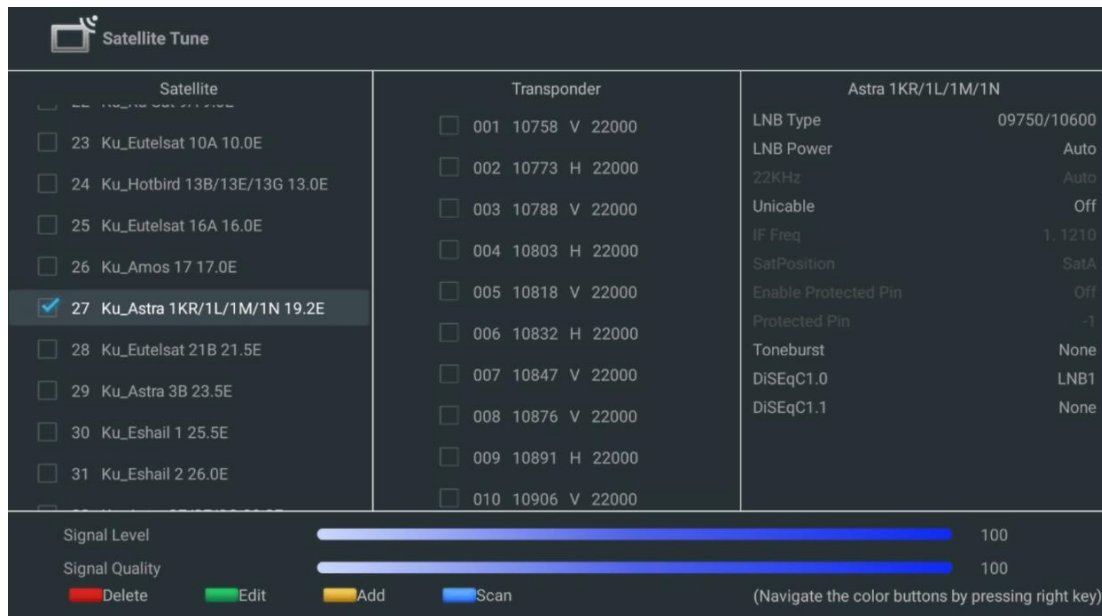 Satellite Tune
Satellite
23 Ku_Eutelsat 10A 10.0E
24 Ku_Hotbird 13B/13E/13G 13.0E
25 Ku_Eutelsat 16A 16.0E
26 Ku_Amos 17 17.0E
27 Ku_Astra 1KR/1L/1M/1N 19.2E
28 Ku_Eutelsat 21B 21.5E
29 Ku_Astra 3B 23.5E
30 Ku_Eshail 1 25.5E
31 Ku_Eshail 2 26.0E
Transponder
001 10758 V 22000
002 10773 H 22000
003 10788 V 22000
004 10803 H 22000
005 10818 V 22000
006 10832 H 22000
007 10847 V 22000
008 10876 V 22000
009 10891 H 22000
010 10906 V 22000
Astra 1KR/1L/1M/1N
LNB Type 09750/10600
LNB Power Auto
22KHz Auto
Unicable Off
IF Freq 1. 1210
SatPosition SatA
Enable Protected Pin Off
Protected Pin -1
Toneburst None
DiSEqC1.0 LNB1
DiSEqC1.1 None
Signal Level 100
Signal Quality 100
Delete Edit Add Scan (Navigate the color buttons by pressing right key)